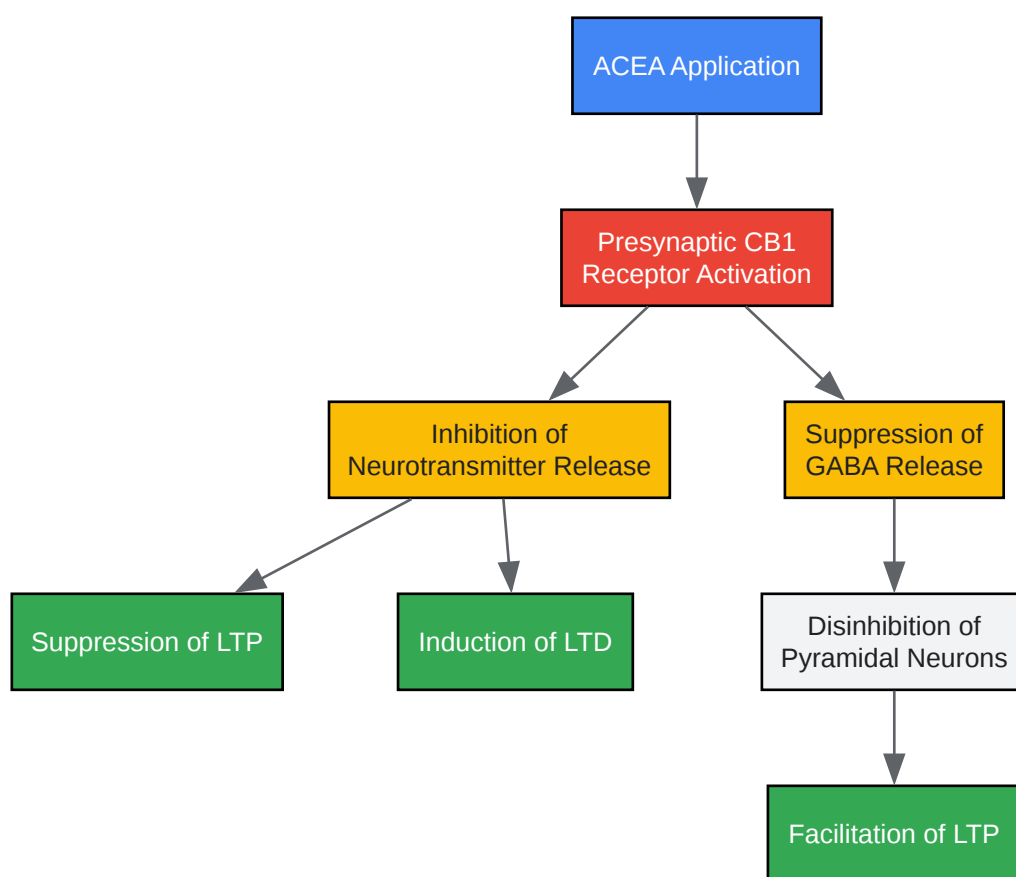 ACEA Application
Presynaptic CB1
Receptor Activation
Inhibition of
Neurotransmitter Release
Suppression of
GABA Release
Suppression of LTP
Induction of LTD
Disinhibition of
Pyramidal Neurons
Facilitation of LTP